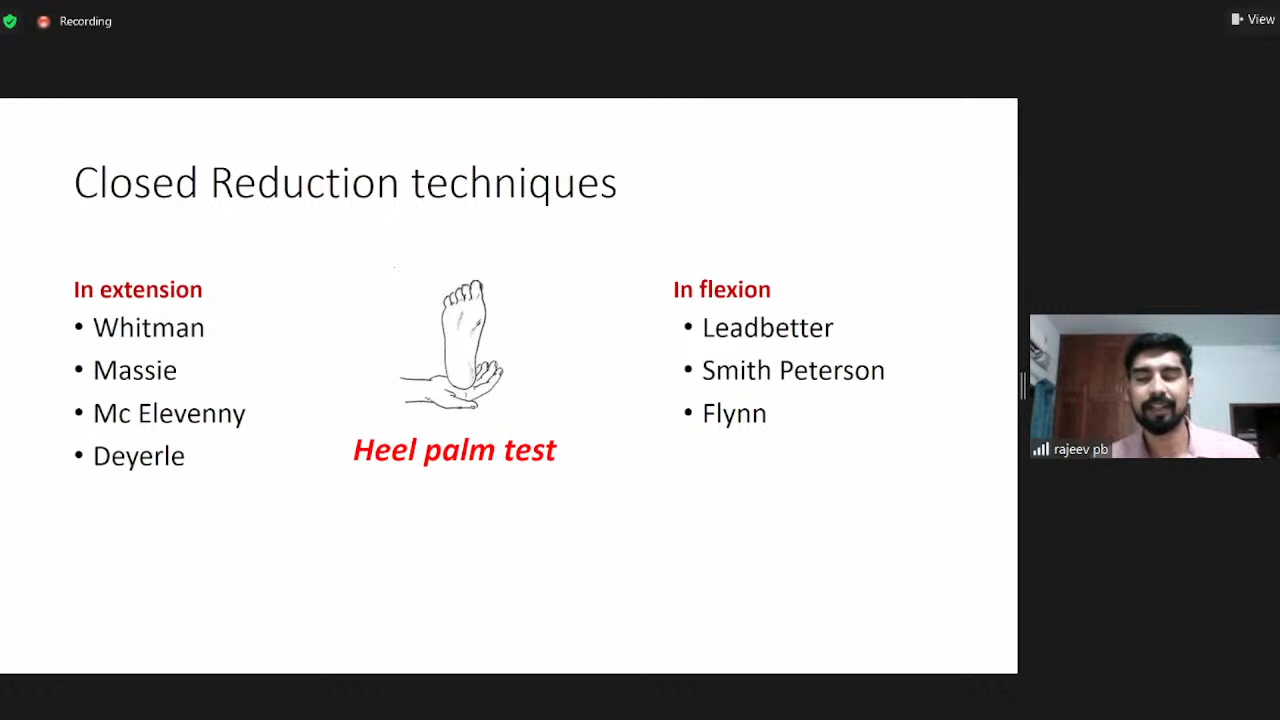 Recording
View
Closed Reduction techniques
In extension
• Whitman
• Massie
• Mc Elevenny
• Deyerle
Heel palm test
In flexion
• Leadbetter
• Smith Peterson
• Flynn
rajeev pb